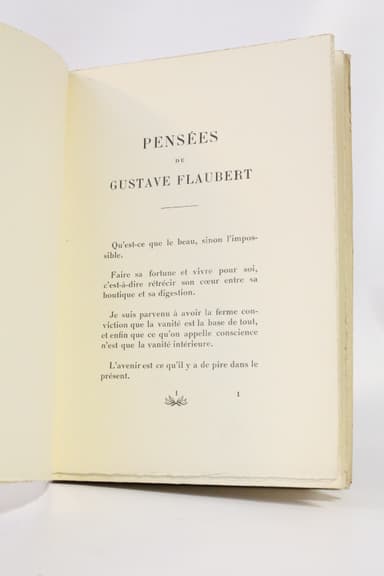 PENSÉES
DE
GUSTAVE FLAUBERT
Qu'est-ce que le beau, sinon l'impos-
sible.
Faire sa fortune et vivre pour soi,
c'est-à-dire rétrécir son cœur entre sa
boutique et sa digestion.
Je suis parvenu à avoir la ferme con-
viction que la vanité est la base de tout,
et enfin que ce qu'on appelle conscience
n'est que la vanité intérieure.
L'avenir est ce qu'il y a de pire dans le
présent.
1
1